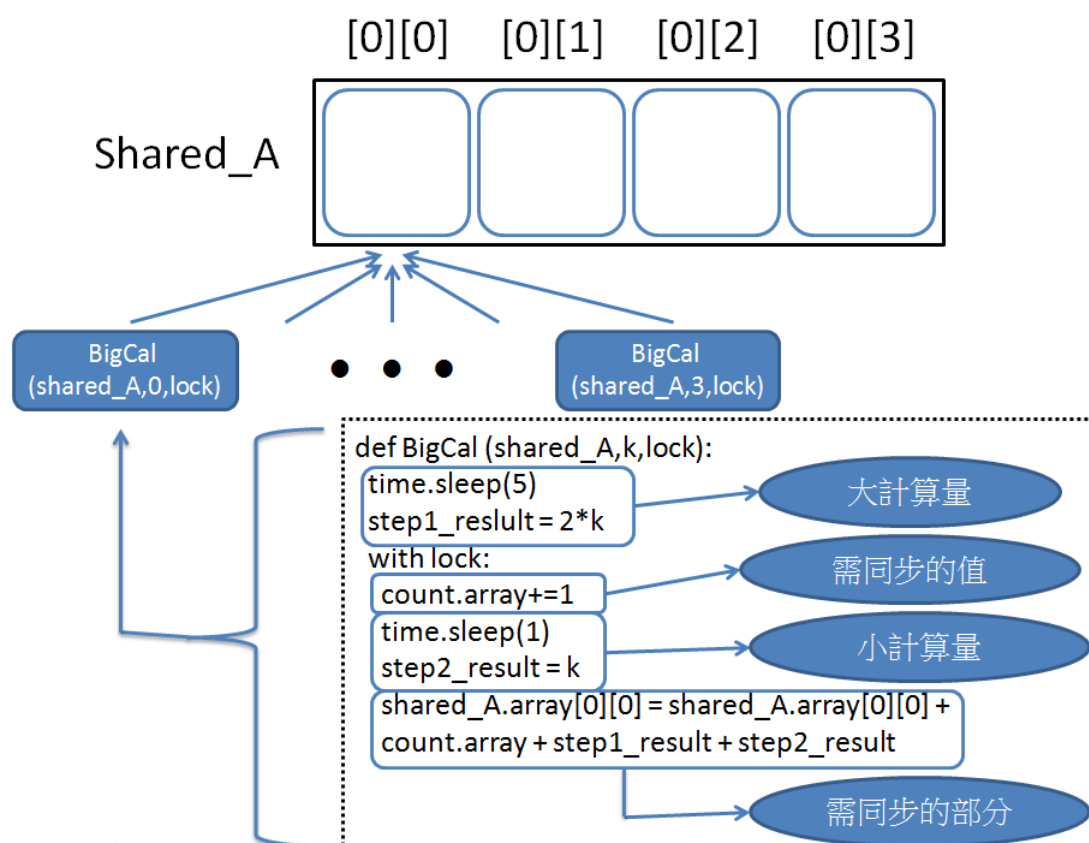 [0][0] [0][1] [0][2] [0][3]
Shared_A
BigCal
(shared_A,0,lock)
● ● ●
BigCal
(shared_A,3,lock)
def BigCal (shared_A,k,lock):
time.sleep(5)
step1_reslult = 2*k
大計算量
with lock:
count.array+=1
需同步的值
time.sleep(1)
step2_result = k
小計算量
shared_A.array[0][0] = shared_A.array[0][0] +
count.array + step1_result + step2_result
需同步的部分